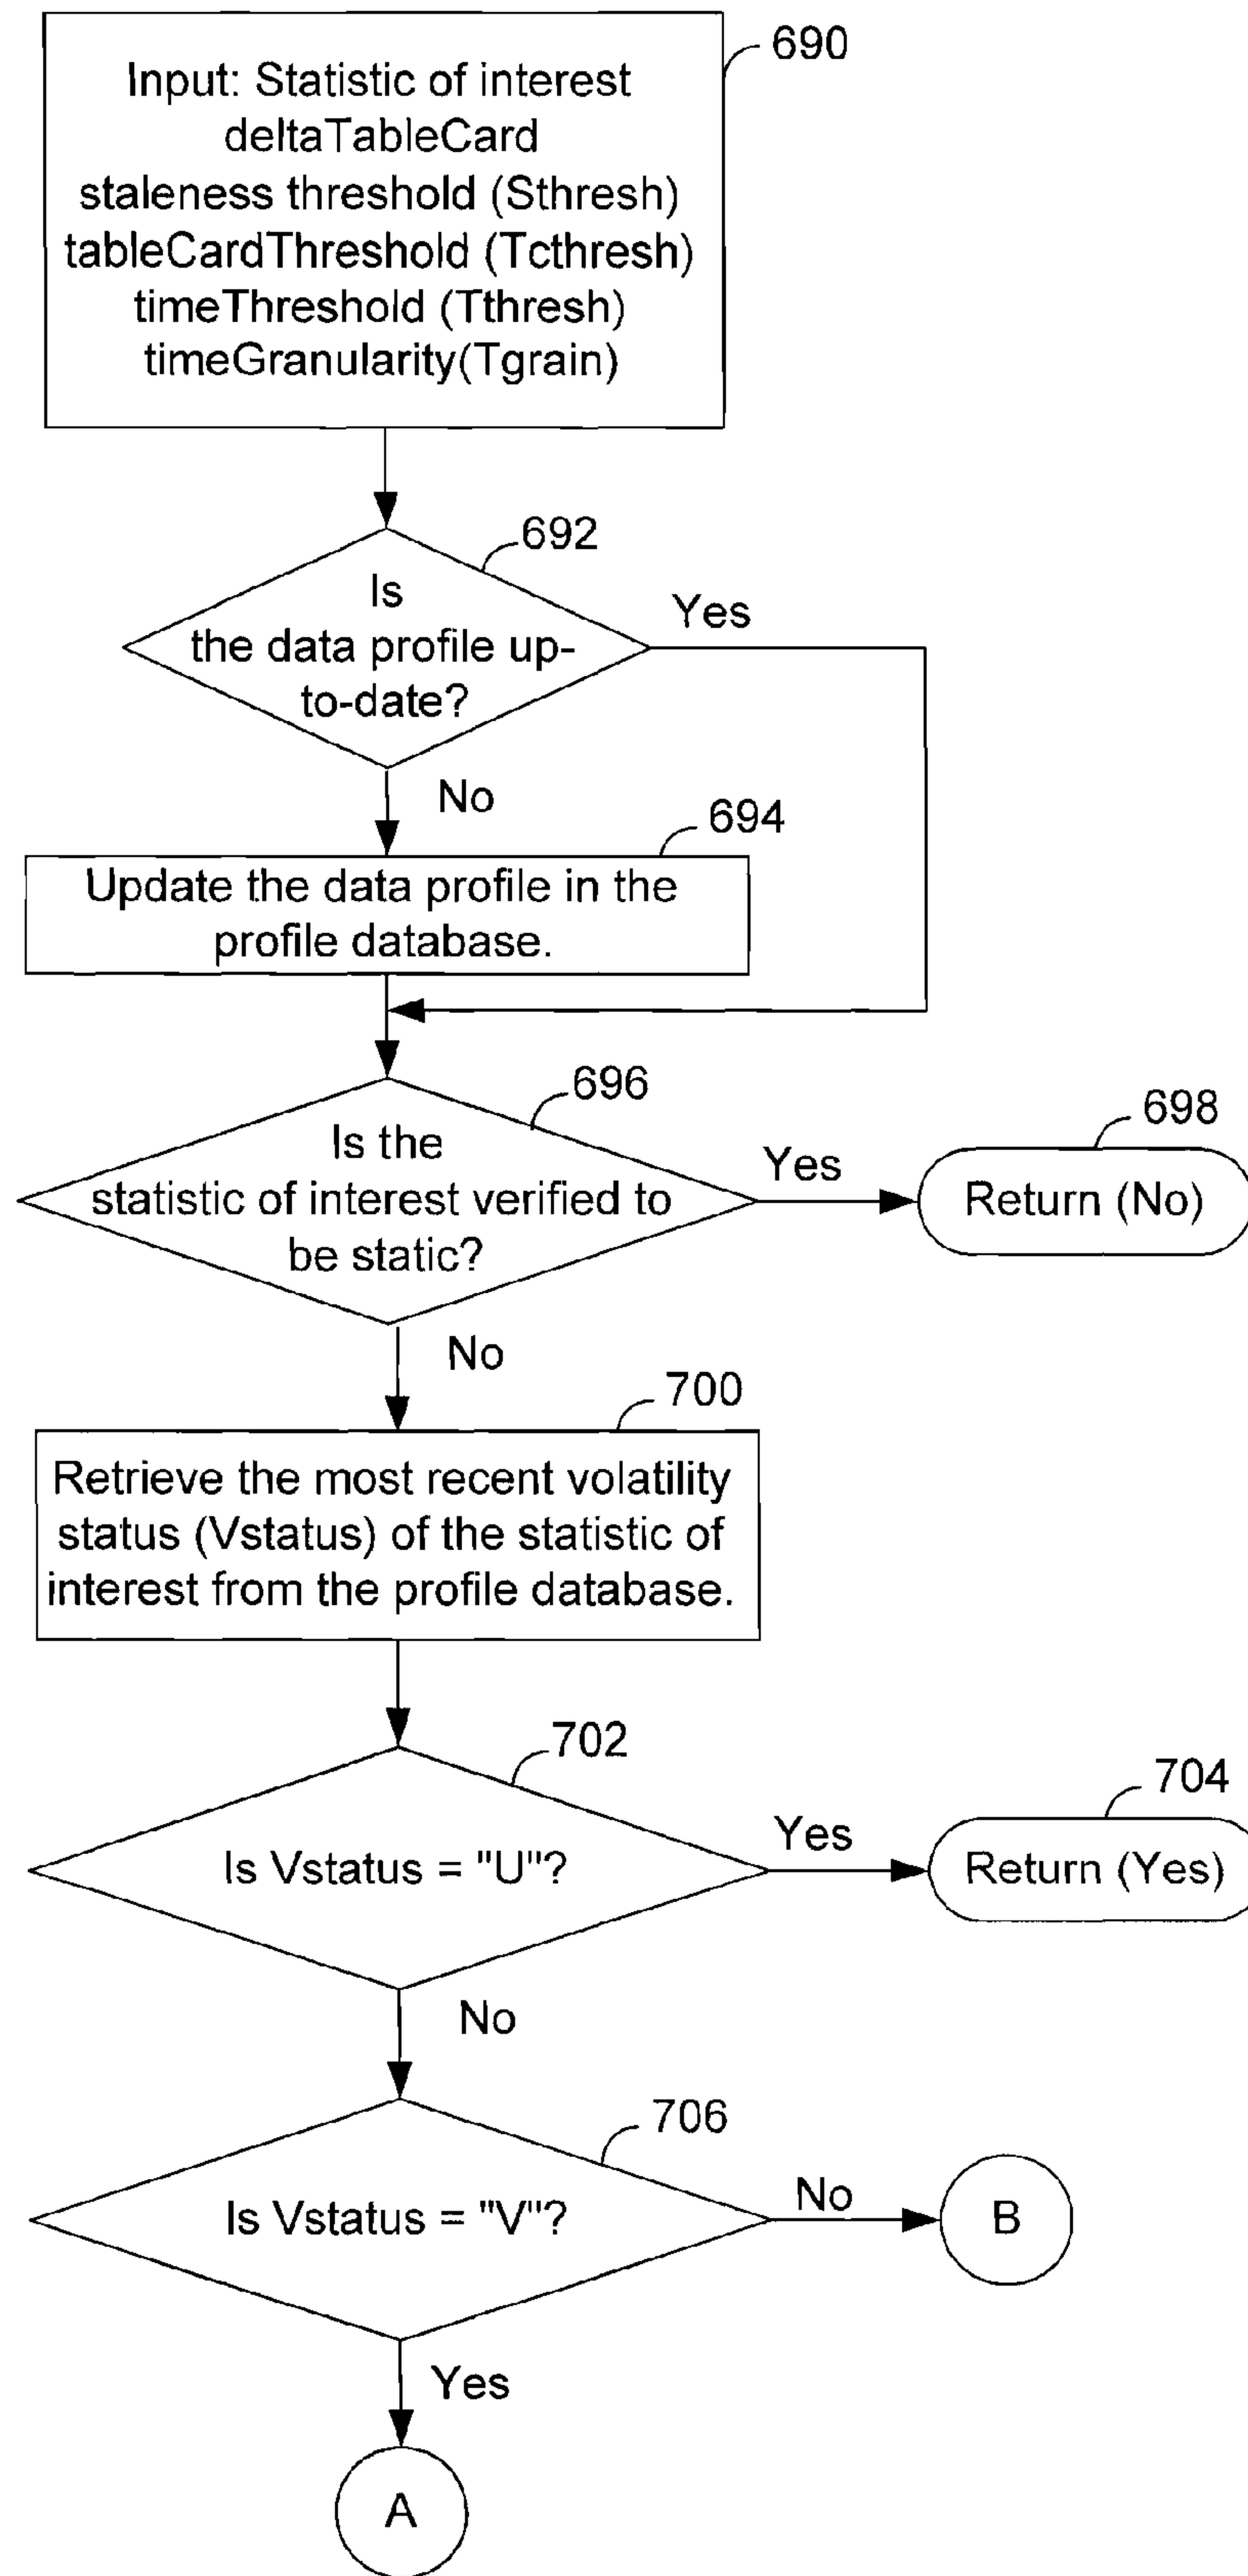 690
Input: Statistic of interest
deltaTableCard
staleness threshold (Sthresh)
tableCardThreshold (Tcthresh)
timeThreshold (Tthresh)
timeGranularity(Tgrain)
692
Is
the data profile up-
to-date?
Yes
No
694
Update the data profile in the
profile database.
696
Is the
statistic of interest verified to
be static?
Yes
698
Return (No)
No
700
Retrieve the most recent volatility
status (Vstatus) of the statistic of
interest from the profile database.
702
Is Vstatus = "U"?
Yes
704
Return (Yes)
No
706
Is Vstatus = "V"?
No
B
Yes
A